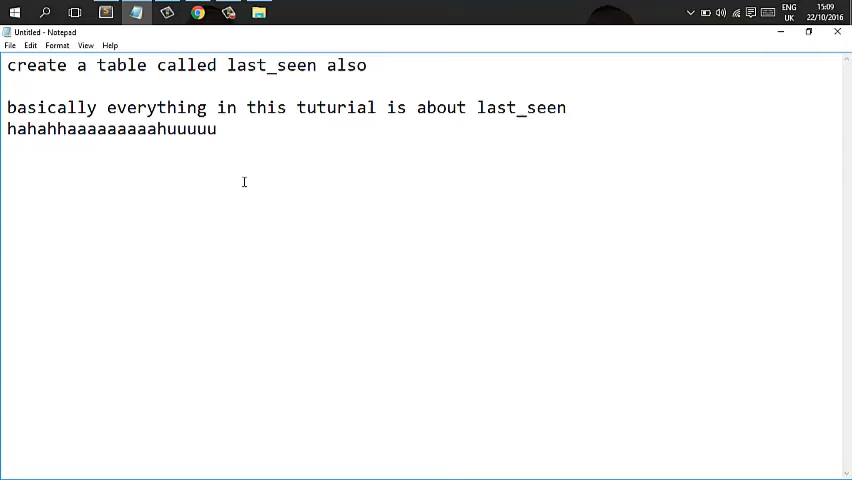 ENG 15:09
UK 22/10/2016
Untitled - Notepad
File Edit Format View Help
create a table called last_seen also
basically everything in this tuturial is about last_seen
hahahhaaaaaaaaahuuuuu